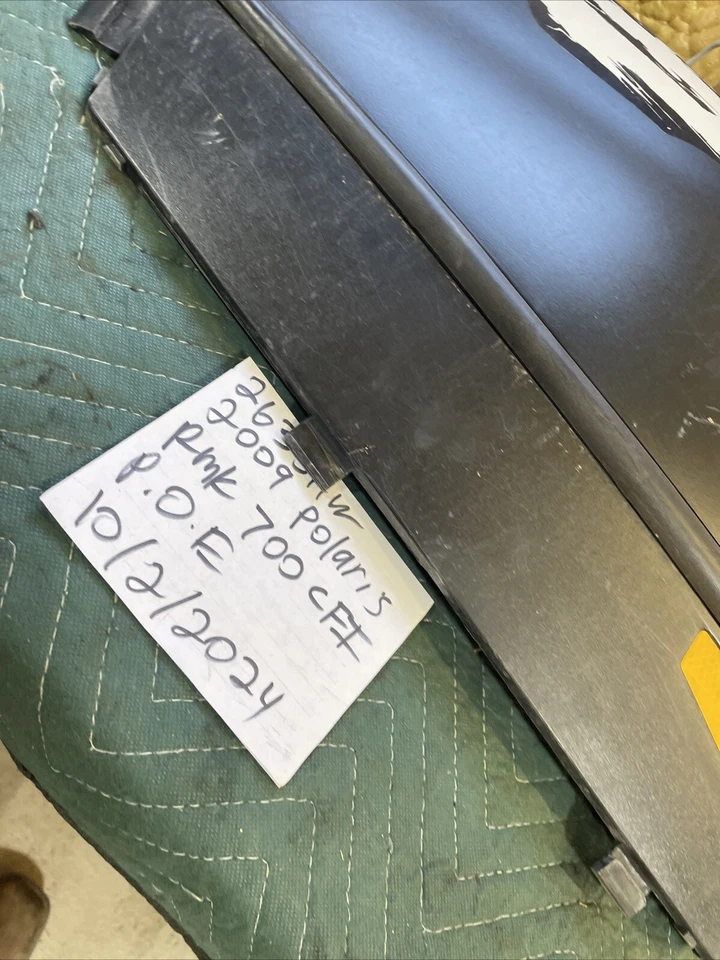 2009 Polaris
RMK 700 CFI
P.O.E
10/2/2024